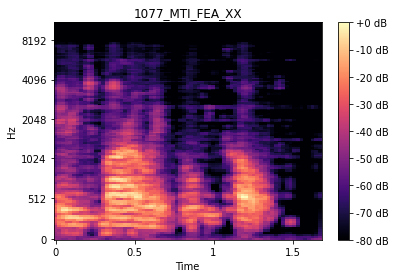 1077_MTI_FEA_XX
+0 dB
8192
-10 dB
4096
-20 dB
-30 dB
2048
Hz
-40 dB
1024
-50 dB
512
-60 dB
-70 dB
0
-80 dB
0 0.5 1 1.5
Time